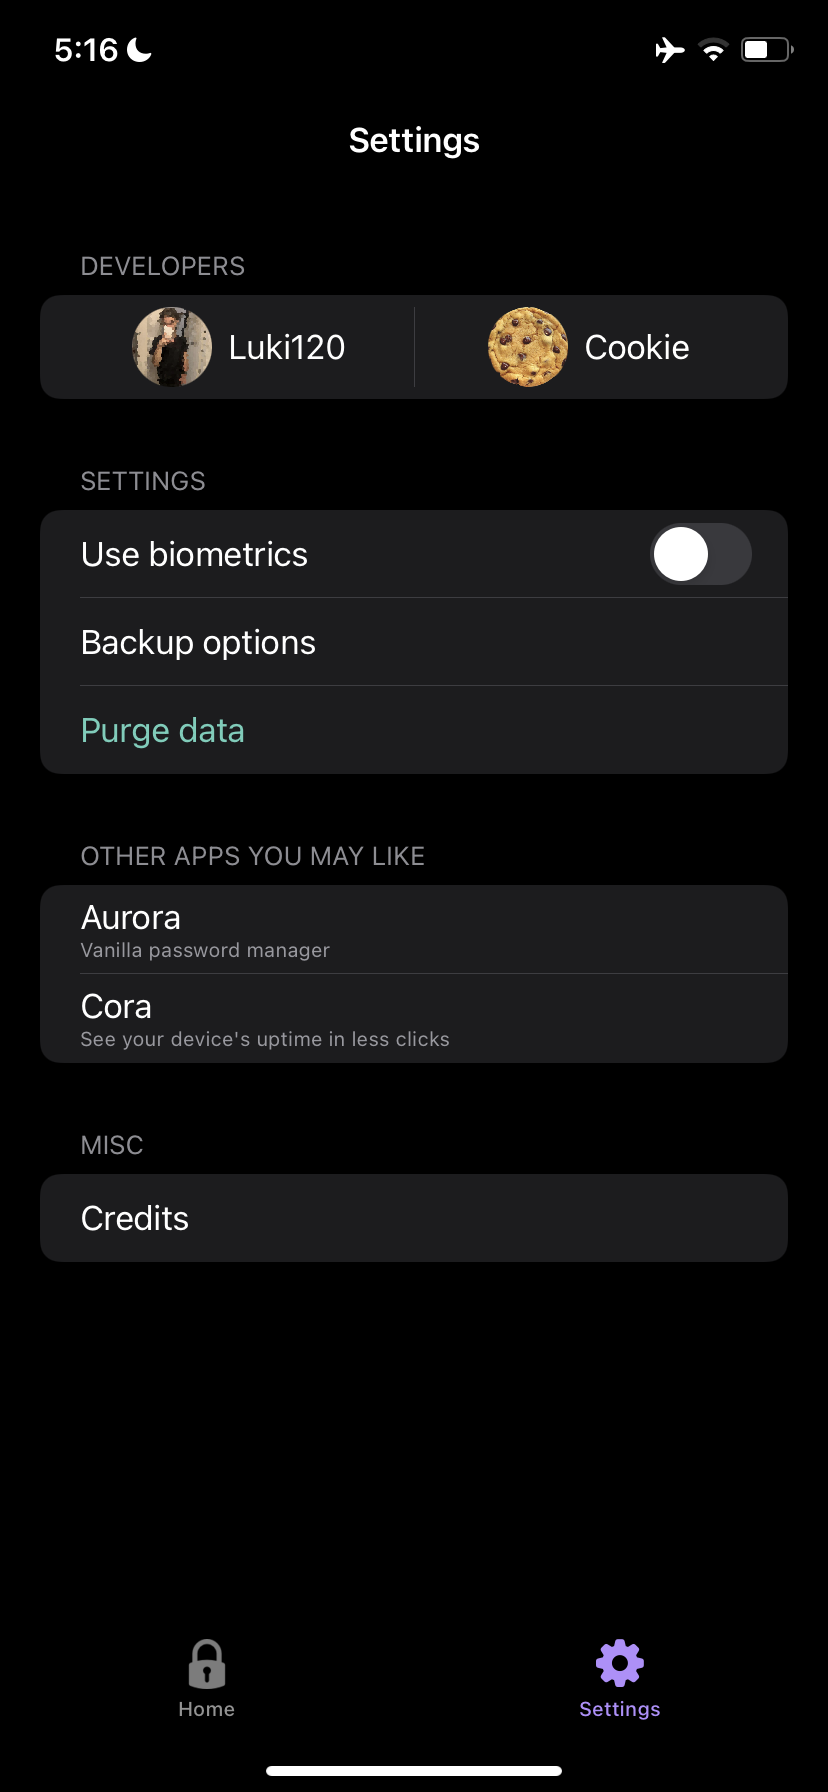 5:16
Settings
DEVELOPERS
Luki120
Cookie
SETTINGS
Use biometrics
Backup options
Purge data
OTHER APPS YOU MAY LIKE
Aurora
Vanilla password manager
Cora
See your device's uptime in less clicks
MISC
Credits
Home
Settings